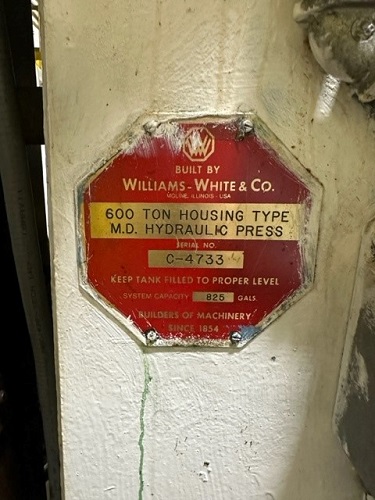 BUILT BY
WILLIAMS-WHITE & CO.
MOLINE, ILLINOIS - USA
600 TON HOUSING TYPE
M.D. HYDRAULIC PRESS
SERIAL NO.
C-4733
KEEP TANK FILLED TO PROPER LEVEL
SYSTEM CAPACITY 825 GALS.
BUILDERS OF MACHINERY
SINCE 1854